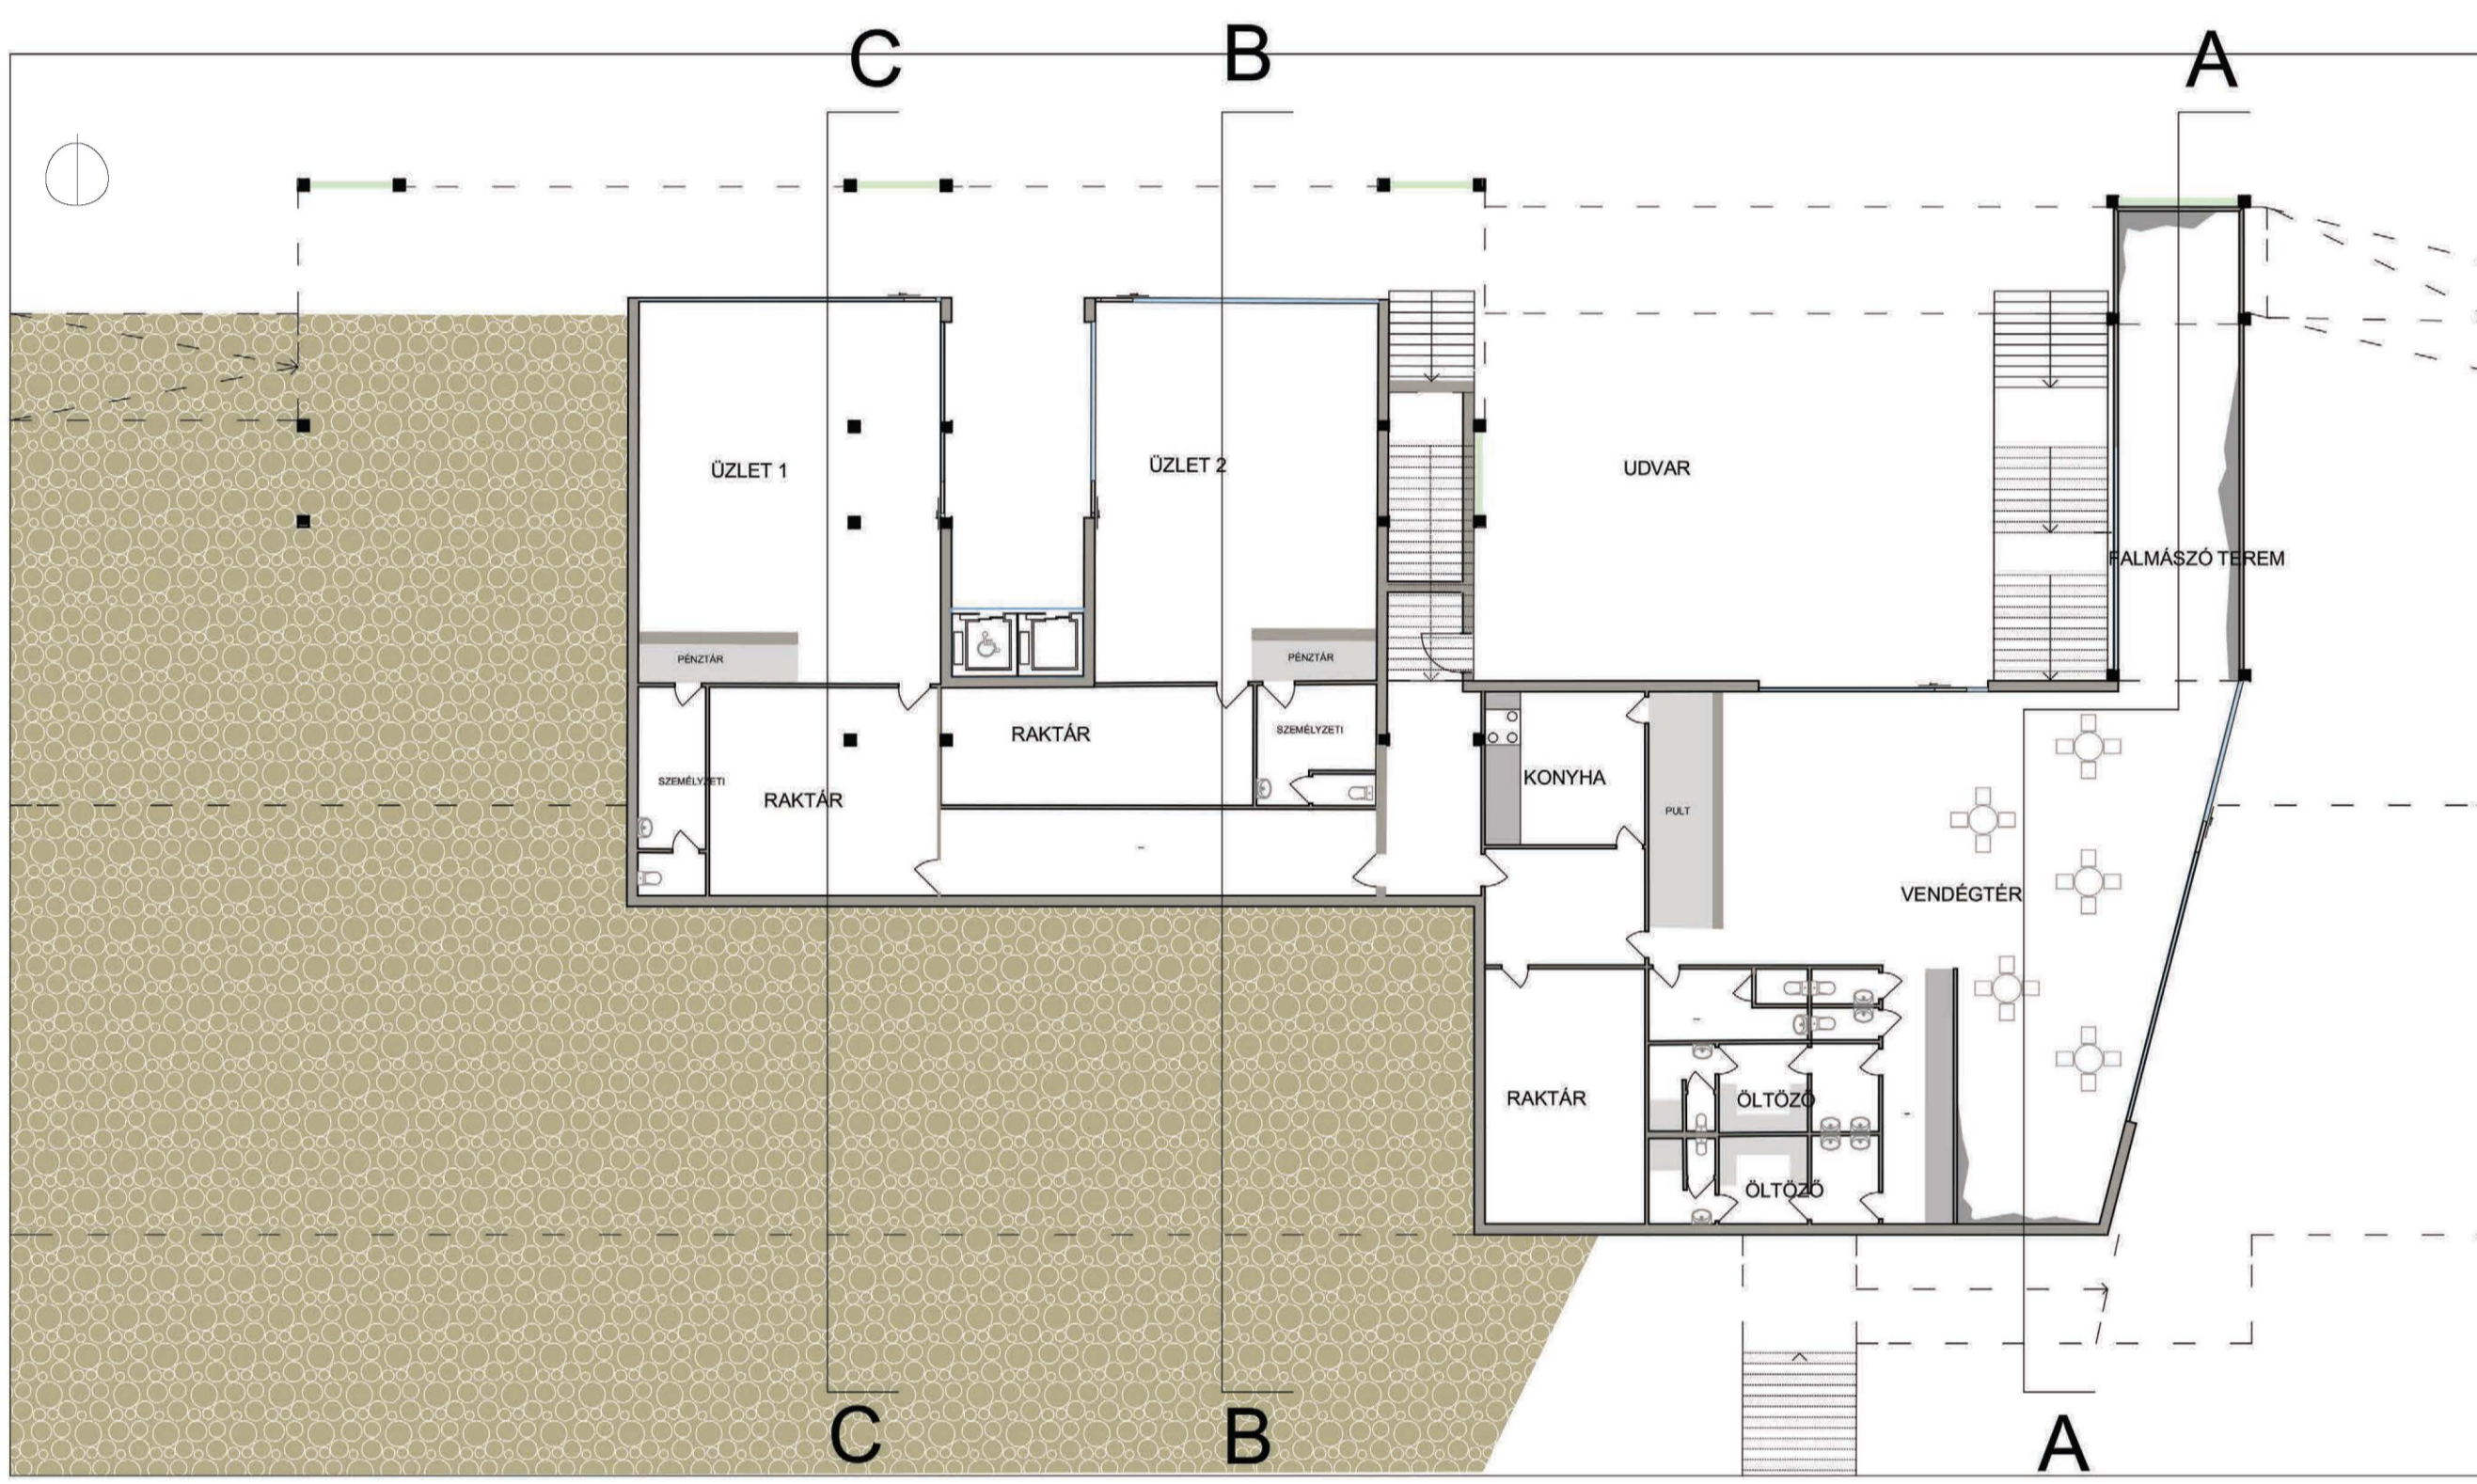 C
B
A
ÜZLET 1
ÜZLET 2
UDVAR
FALMÁSZÓ TEREM
PÉNZTÁR
PÉNZTÁR
RAKTÁR
SZEMÉLYZETI
SZEMÉLYZETI
RAKTÁR
KONYHA
PULT
VENDÉGTÉR
RAKTÁR
ÖLTÖZŐ
ÖLTÖZŐ
C
B
A